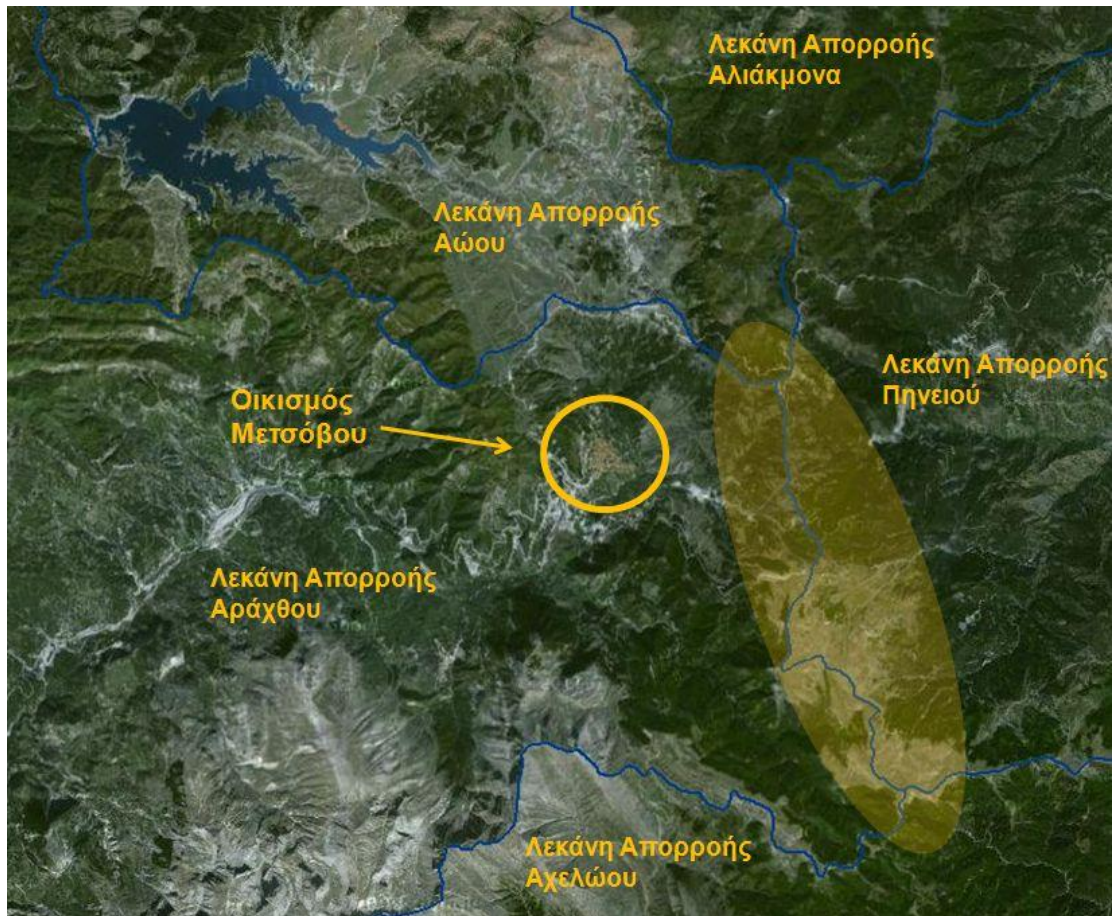 Λεκάνη Απορροής
Αλιάκμονα
Λεκάνη Απορροής
Αώου
Λεκάνη Απορροής
Πηνειού
Οικισμός
Μετσόβου
Λεκάνη Απορροής
Αράχθου
Λεκάνη Απορροής
Αχελώου